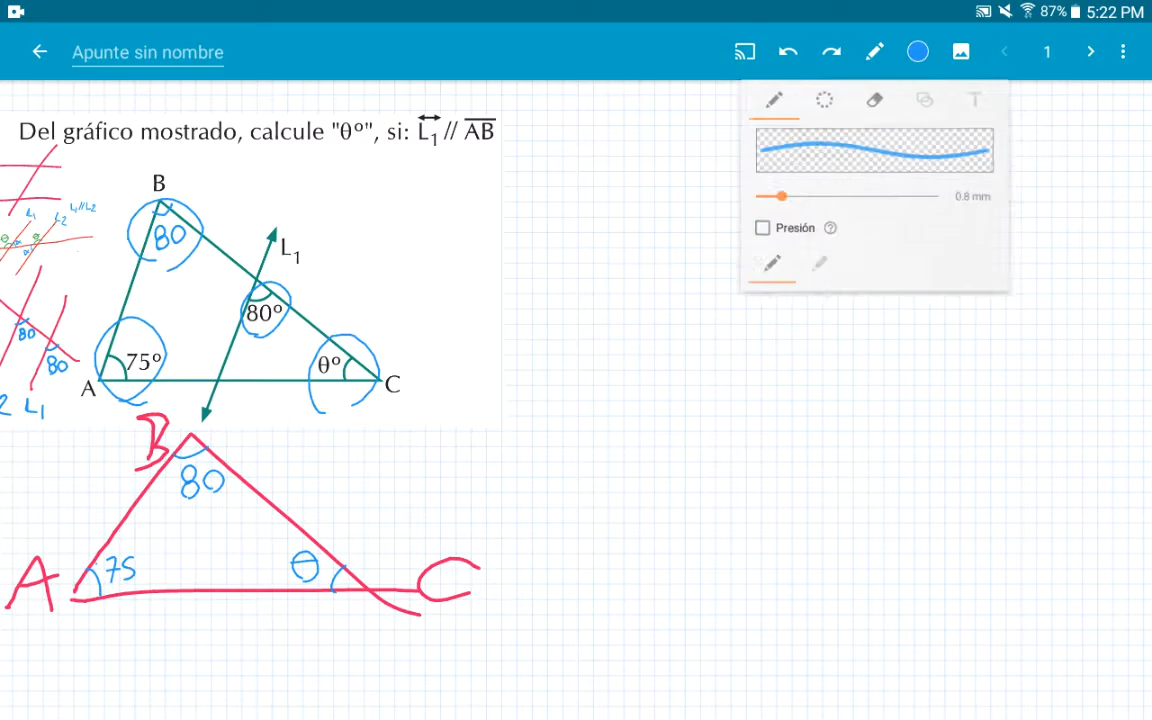 87% 5:22 PM
Apunte sin nombre
1
Del gráfico mostrado, calcule "θº", si: L1 // AB
0.8 mm
Presión
B
80
L1
L1 L2 L1//L2
θ α θ
α
80º
80
80
75º
θº
A
C
2 L1
B
80
75
θ
A
C